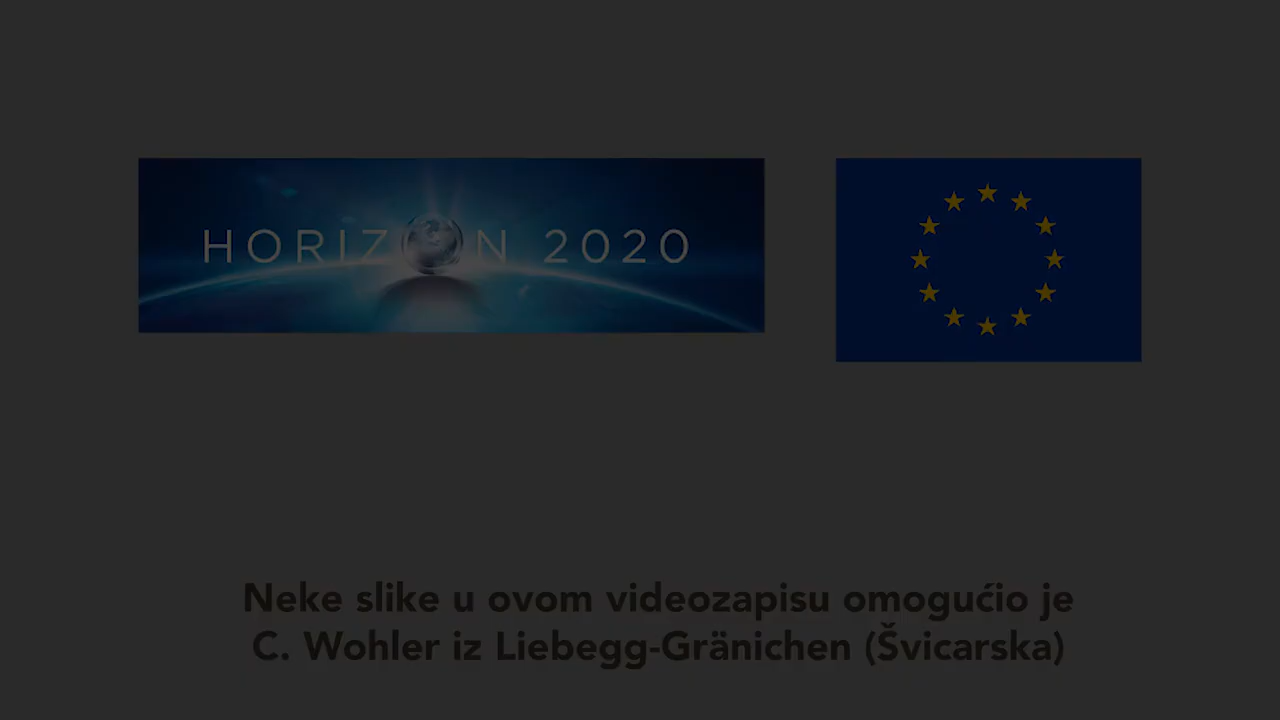 HORIZON 2020
Neke slike u ovom videozapisu omogućio je
C. Wohler iz Liebegg-Gränichen (Švicarska)